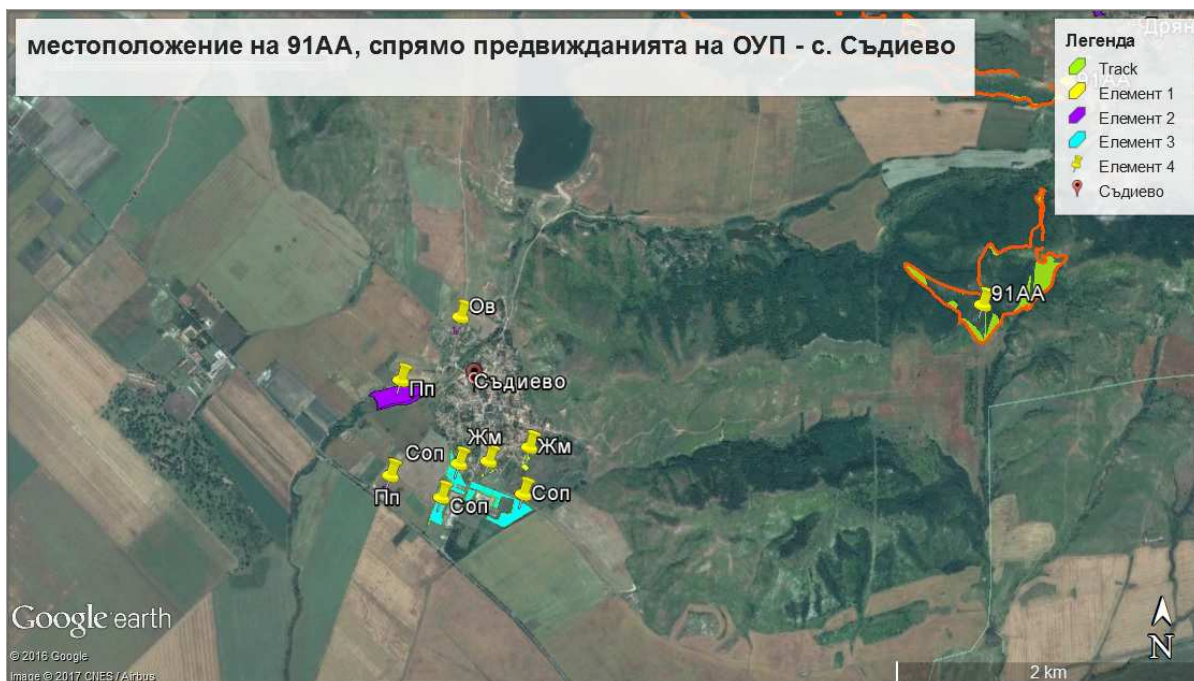 местоположение на 91АА, спрямо предвижданията на ОУП - с. Съдиево
Дрян
Легенда
Track
Елемент 1
Елемент 2
Елемент 3
Елемент 4
Съдиево
91АА
91АА
Ов
Пп
Съдиево
Жм
Жм
Соп
Пп
Соп
Соп
Google earth
© 2016 Google
Image © 2017 CNES / Airbus
N
2 km